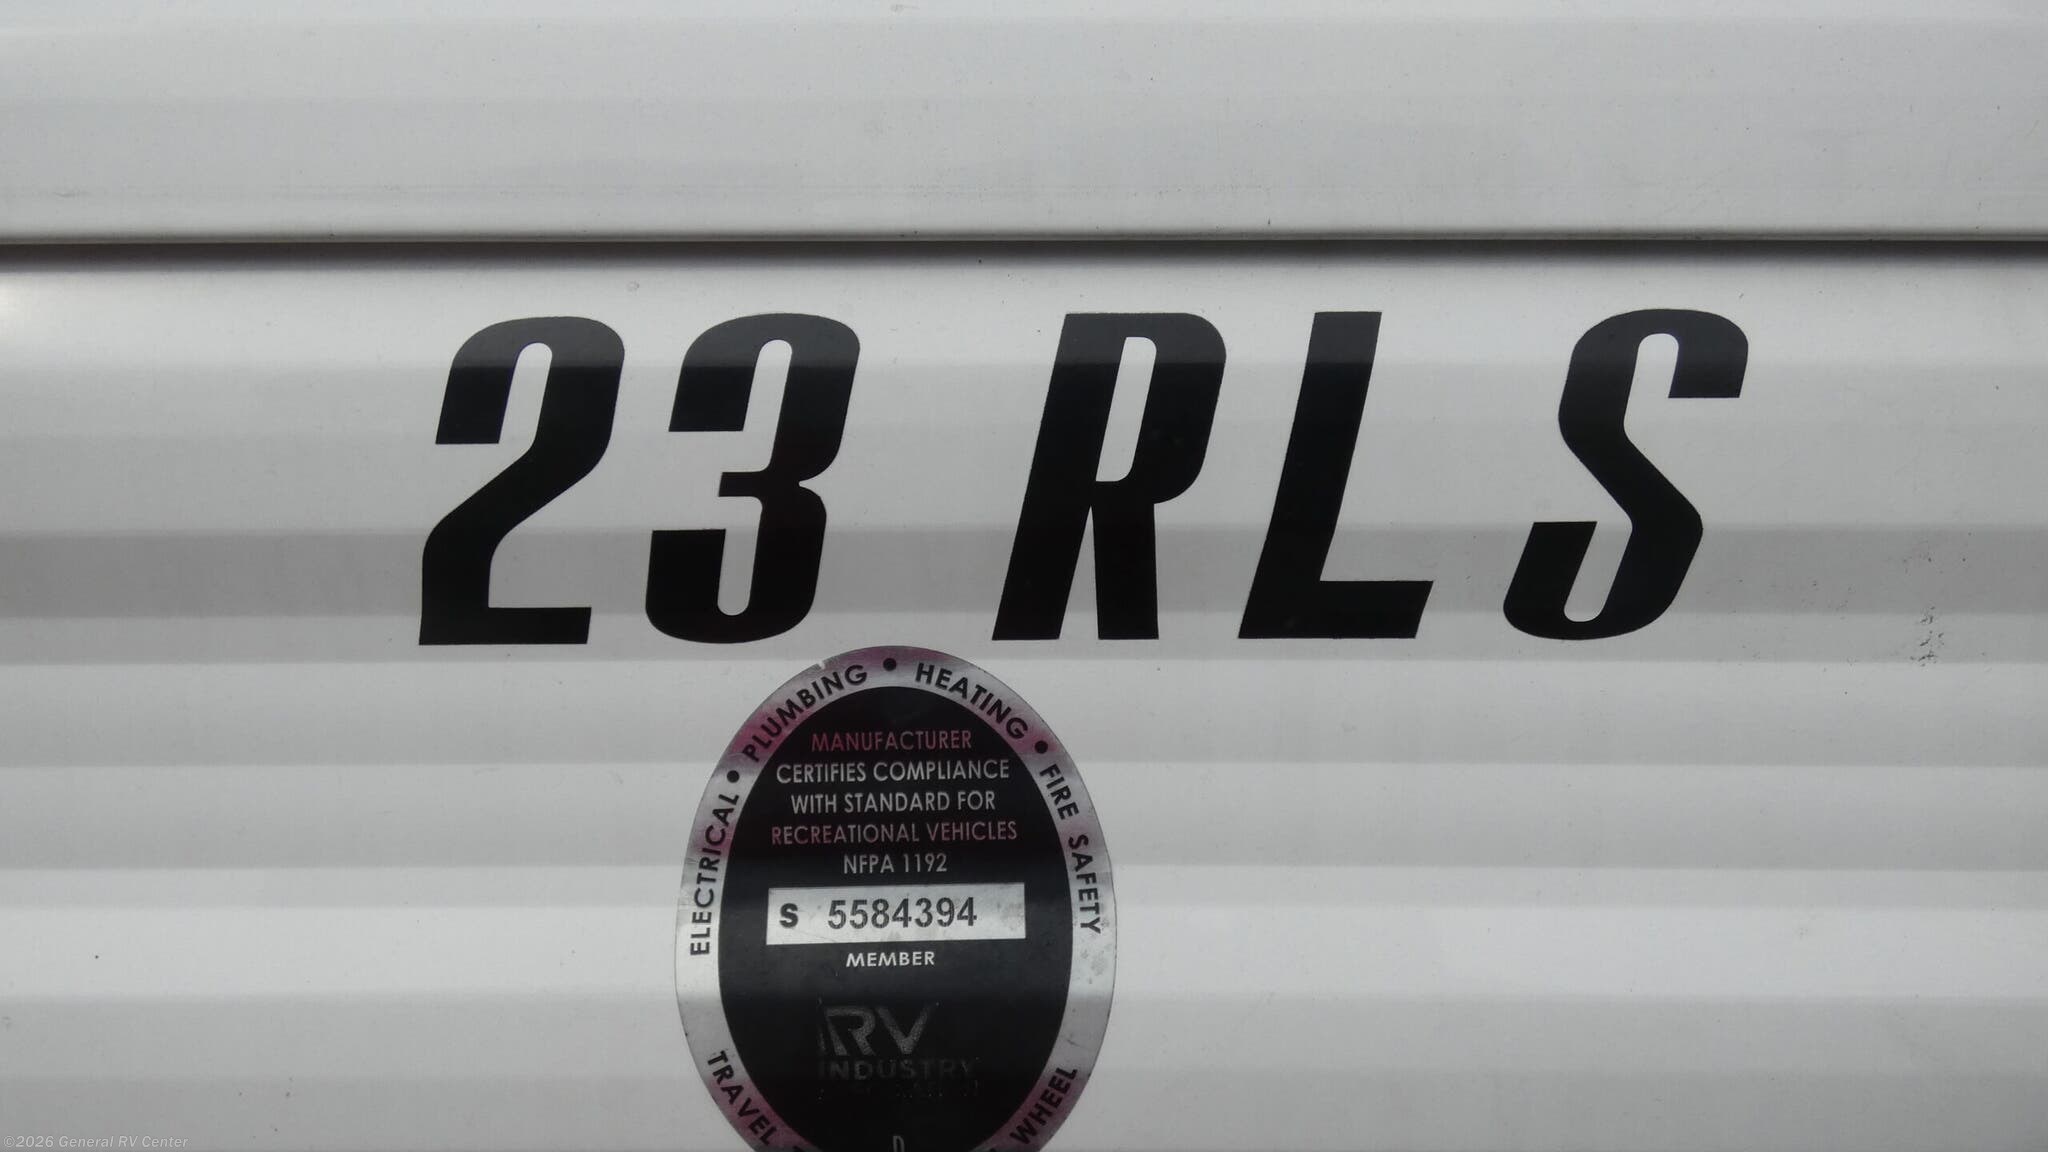 23 RLS
ELECTRICAL • PLUMBING • HEATING • FIRE SAFETY
MANUFACTURER
CERTIFIES COMPLIANCE
WITH STANDARD FOR
RECREATIONAL VEHICLES
NFPA 1192
S 5584394
MEMBER
RV
INDUSTRY
TRAVEL
WHEEL
©2026 General RV Center